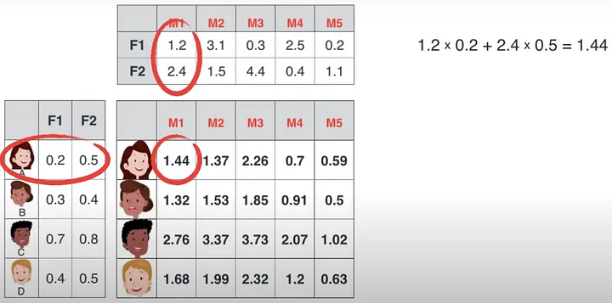 M1 M2 M3 M4 M5
F1 1.2 3.1 0.3 2.5 0.2
F2 2.4 1.5 4.4 0.4 1.1
1.2 x 0.2 + 2.4 x 0.5 = 1.44
F1 F2
A 0.2 0.5
B 0.3 0.4
C 0.7 0.8
D 0.4 0.5
M1 M2 M3 M4 M5
1.44 1.37 2.26 0.7 0.59
1.32 1.53 1.85 0.91 0.5
2.76 3.37 3.73 2.07 1.02
1.68 1.99 2.32 1.2 0.63